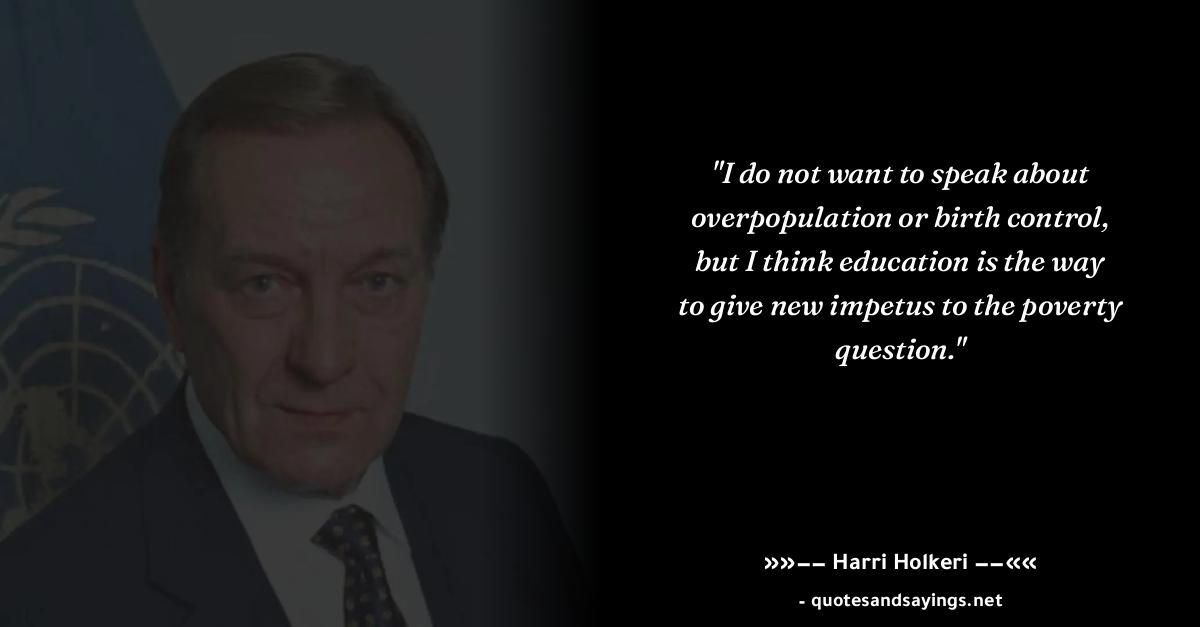 "I do not want to speak about
overpopulation or birth control,
but I think education is the way
to give new impetus to the poverty
question."
»»−− Harri Holkeri −−««
- quotesandsayings.net